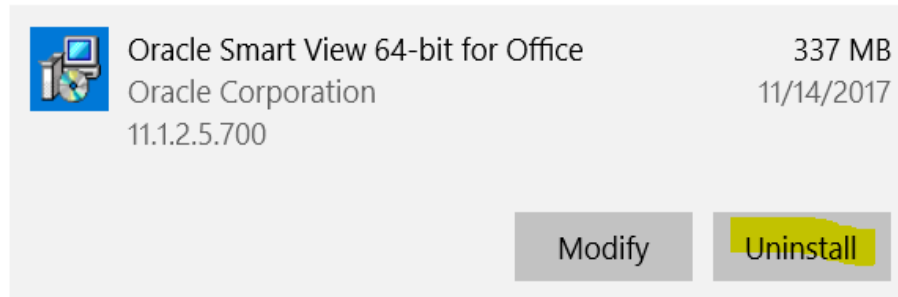 Oracle Smart View 64-bit for Office 337 MB
Oracle Corporation 11/14/2017
11.1.2.5.700
Modify Uninstall